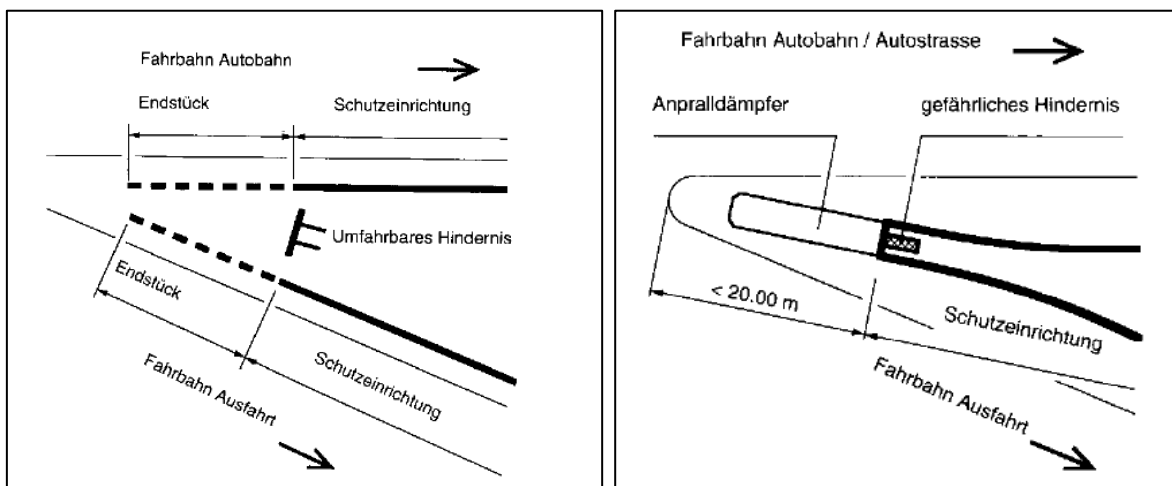 Fahrbahn Autobahn
Endstück
Schutzeinrichtung
Umfahrbares Hindernis
Endstück
Schutzeinrichtung
Fahrbahn Ausfahrt
Fahrbahn Autobahn / Autostrasse
Anpralldämpfer
gefährliches Hindernis
< 20.00 m
Schutzeinrichtung
Fahrbahn Ausfahrt